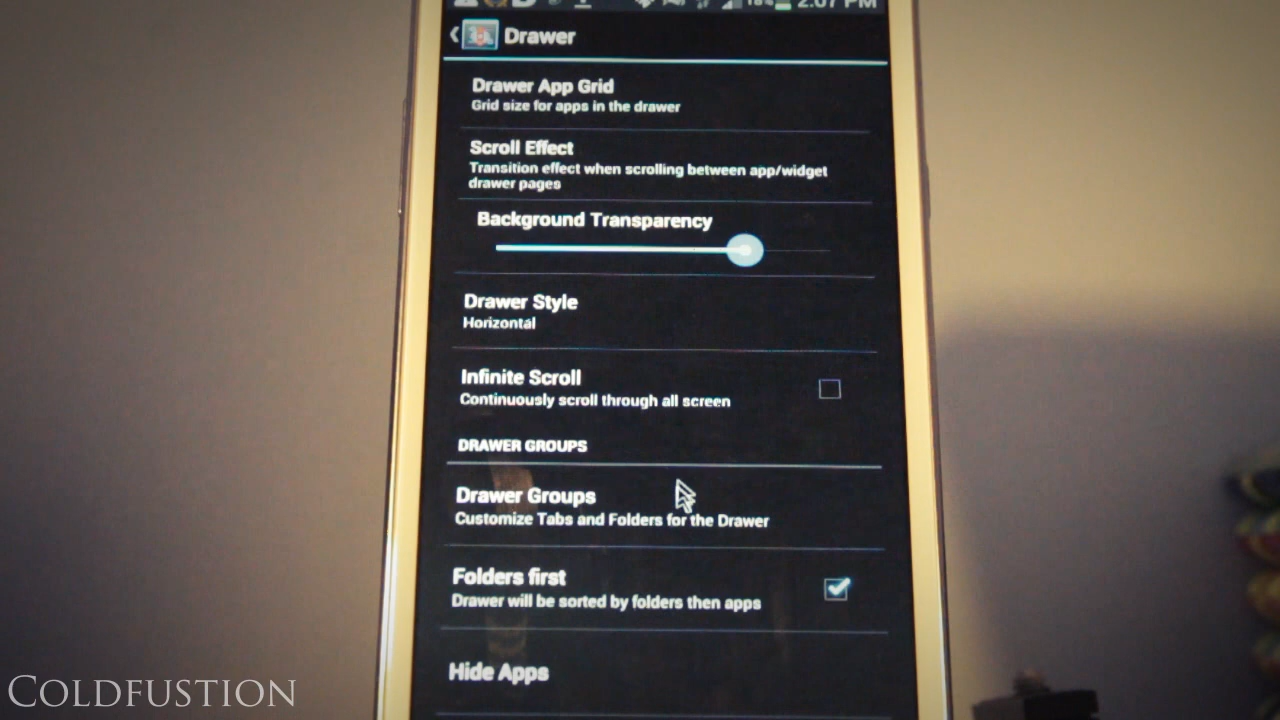 2:07 PM
Drawer
Drawer App Grid
Grid size for apps in the drawer
Scroll Effect
Transition effect when scrolling between app/widget
drawer pages
Background Transparency
Drawer Style
Horizontal
Infinite Scroll
Continuously scroll through all screen
DRAWER GROUPS
Drawer Groups
Customize Tabs and Folders for the Drawer
Folders first
Drawer will be sorted by folders then apps
Hide Apps
COLDFUSTION